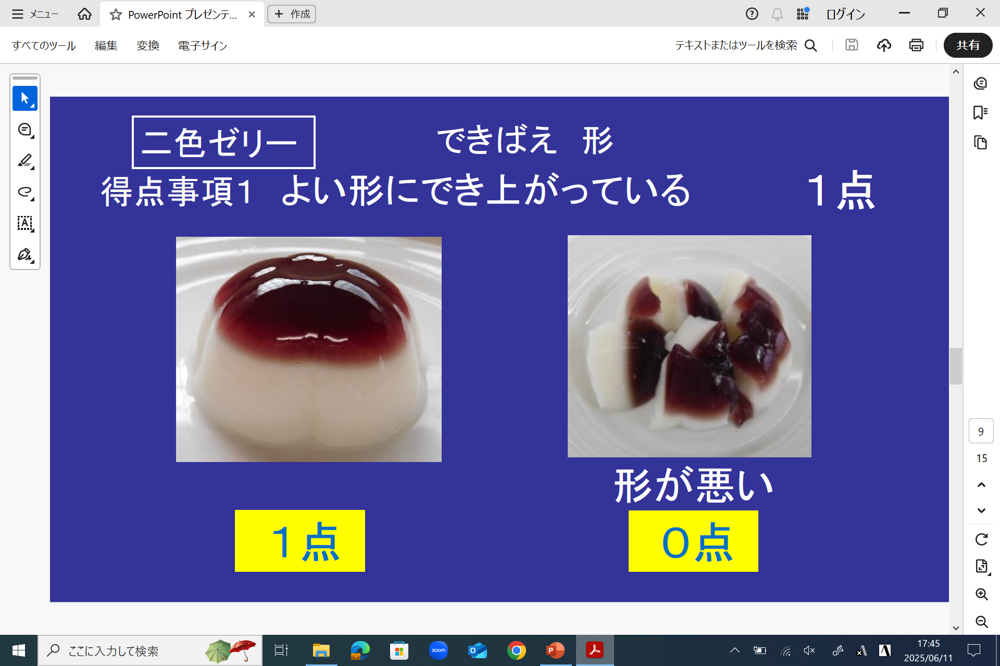 メニュー
PowerPoint プレゼンテ...
作成
ログイン
すべてのツール
編集
変換
電子サイン
テキストまたはツールを検索
共有
二色ゼリー
できばえ　形
得点事項１　よい形にでき上がっている　１点
形が悪い
１点
０点
9
15
ここに入力して検索
zoom
17:45
2025/06/11